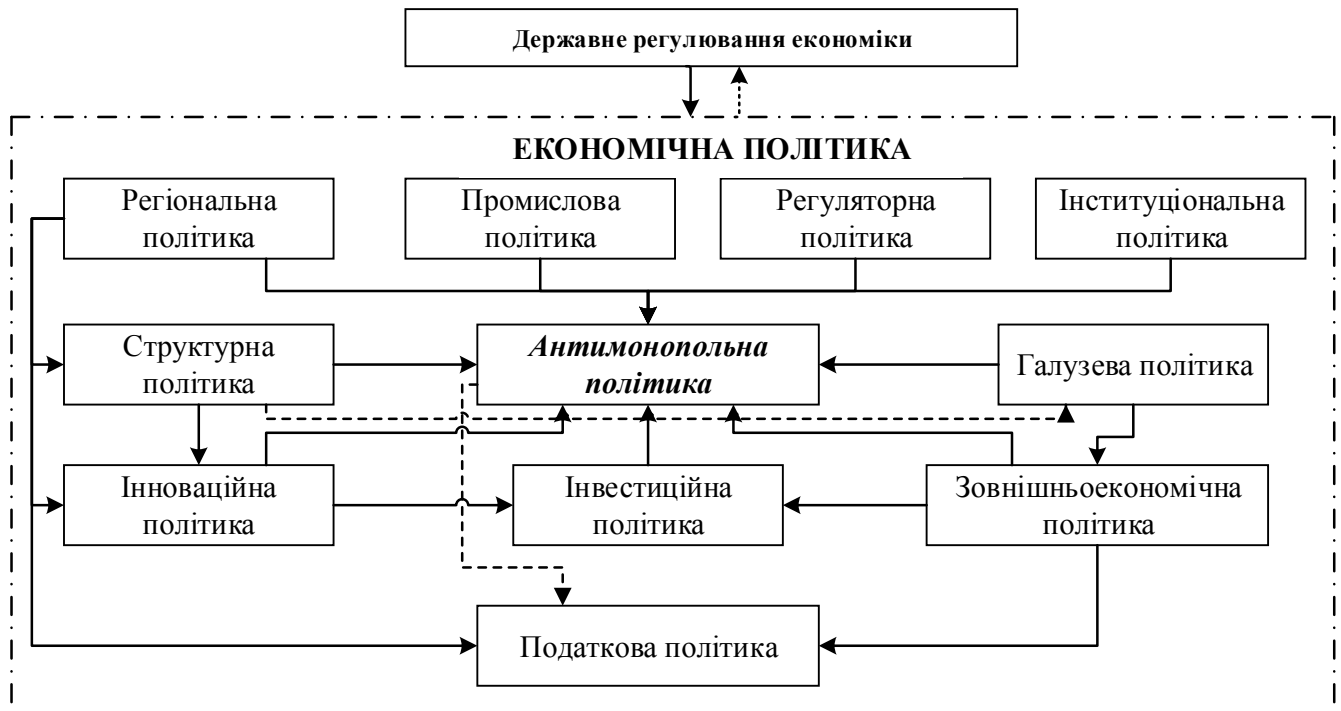 Державне регулювання економіки
ЕКОНОМІЧНА ПОЛІТИКА
Регіональна
політика
Промислова
політика
Регуляторна
політика
Інституціональна
політика
Структурна
політика
Антимонопольна
політика
Галузева політика
Інноваційна
політика
Інвестиційна
політика
Зовнішньоекономічна
політика
Податкова політика